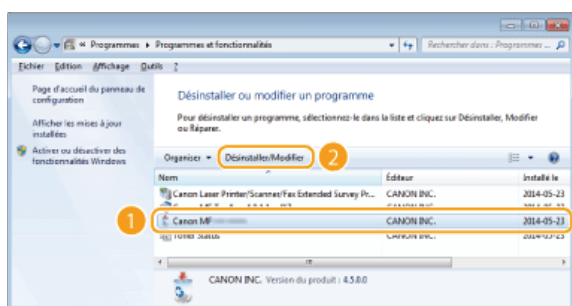 « Programmes ▸ Programmes et fonctionnalités
Rechercher dans : Programmes ...
Fichier Edition Affichage Outils ?
Page d'accueil du panneau de
configuration
Afficher les mises à jour
installées
Activer ou désactiver des
fonctionnalités Windows
Désinstaller ou modifier un programme
Pour désinstaller un programme, sélectionnez-le dans la liste et cliquez sur Désinstaller, Modifier
ou Réparer.
Organiser Désinstaller/Modifier 2
Nom Éditeur Installé le
Canon Laser Printer/Scanner/Fax Extended Survey Pr... CANON INC. 2014-05-23
CANON INC.
1 Canon MF CANON INC. 2014-05-23
Toner Status CANON INC. 2014-05-23
CANON INC. Version du produit : 4.5.0.0